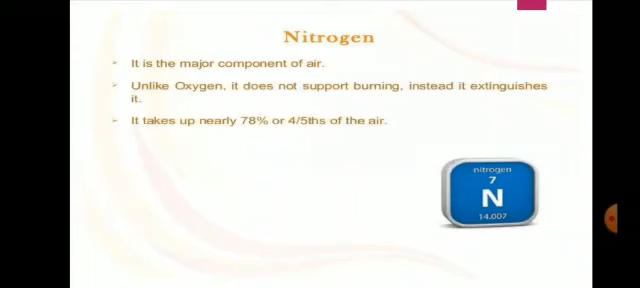 Nitrogen
It is the major component of air.
Unlike Oxygen, it does not support burning, instead it extinguishes
it.
It takes up nearly 78% or 4/5ths of the air.
nitrogen
7
N
14.007